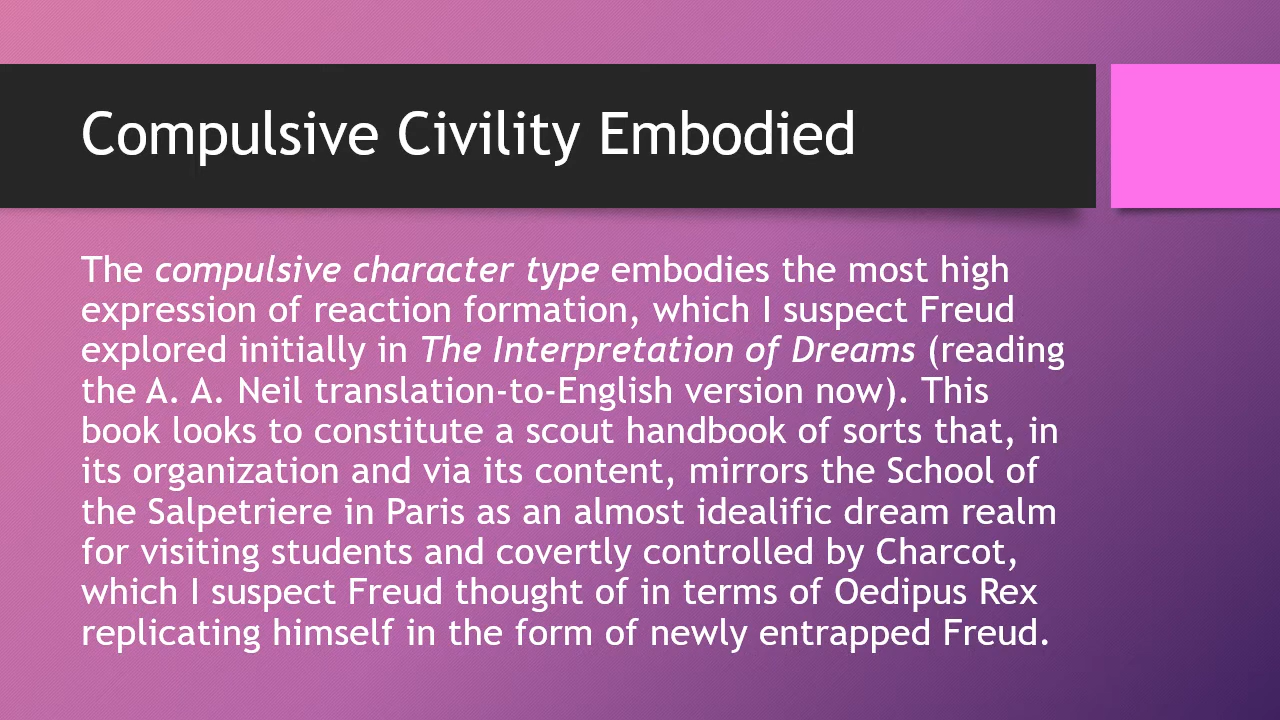 Compulsive Civility Embodied
The compulsive character type embodies the most high
expression of reaction formation, which I suspect Freud
explored initially in The Interpretation of Dreams (reading
the A. A. Neil translation-to-English version now). This
book looks to constitute a scout handbook of sorts that, in
its organization and via its content, mirrors the School of
the Salpetriere in Paris as an almost idealific dream realm
for visiting students and covertly controlled by Charcot,
which I suspect Freud thought of in terms of Oedipus Rex
replicating himself in the form of newly entrapped Freud.